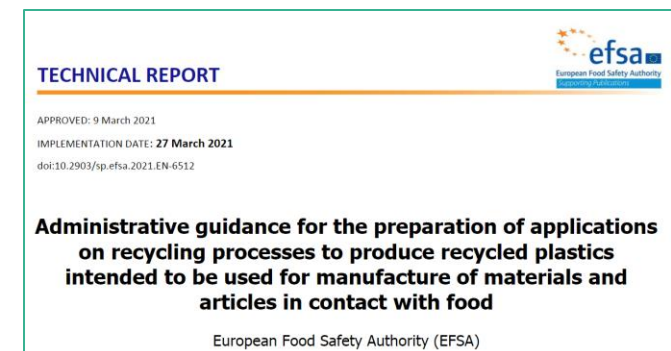 efsa
European Food Safety Authority
Supporting Publications
TECHNICAL REPORT
APPROVED: 9 March 2021
IMPLEMENTATION DATE: 27 March 2021
doi:10.2903/sp.efsa.2021.EN-6512
Administrative guidance for the preparation of applications
on recycling processes to produce recycled plastics
intended to be used for manufacture of materials and
articles in contact with food
European Food Safety Authority (EFSA)